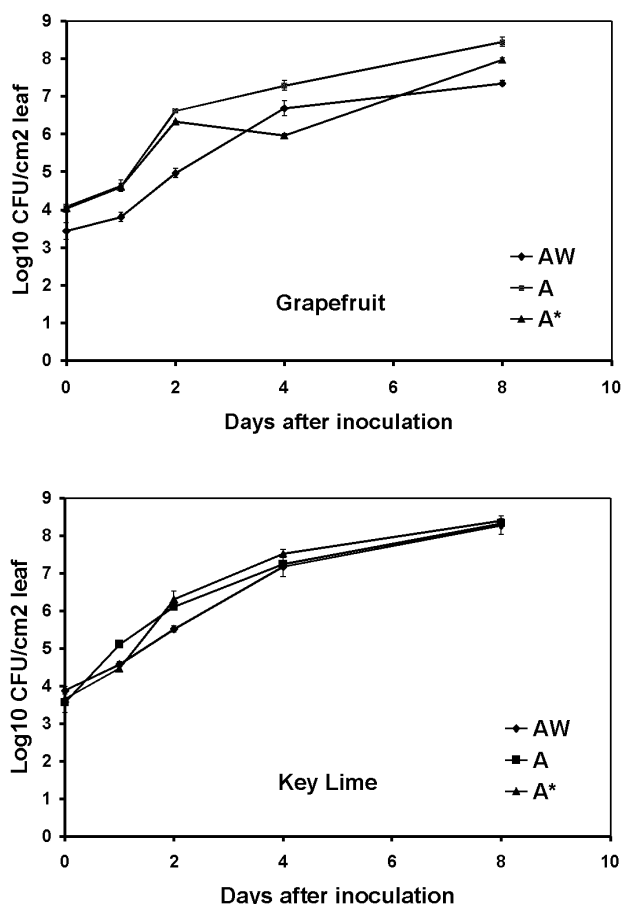 9
8
7
6
5
4
3
2
1
0
Log10 CFU/cm2 leaf
AW
A
A*
Grapefruit
0 2 4 6 8 10
Days after inoculation
9
8
7
6
5
4
3
2
1
0
Log10 CFU/cm2 leaf
AW
A
A*
Key Lime
0 2 4 6 8 10
Days after inoculation